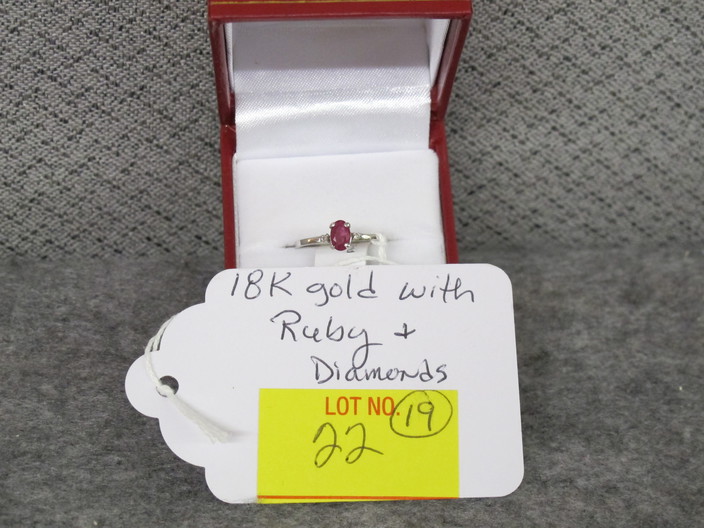 18K gold with
Ruby +
Diamonds
LOT NO. 19
22